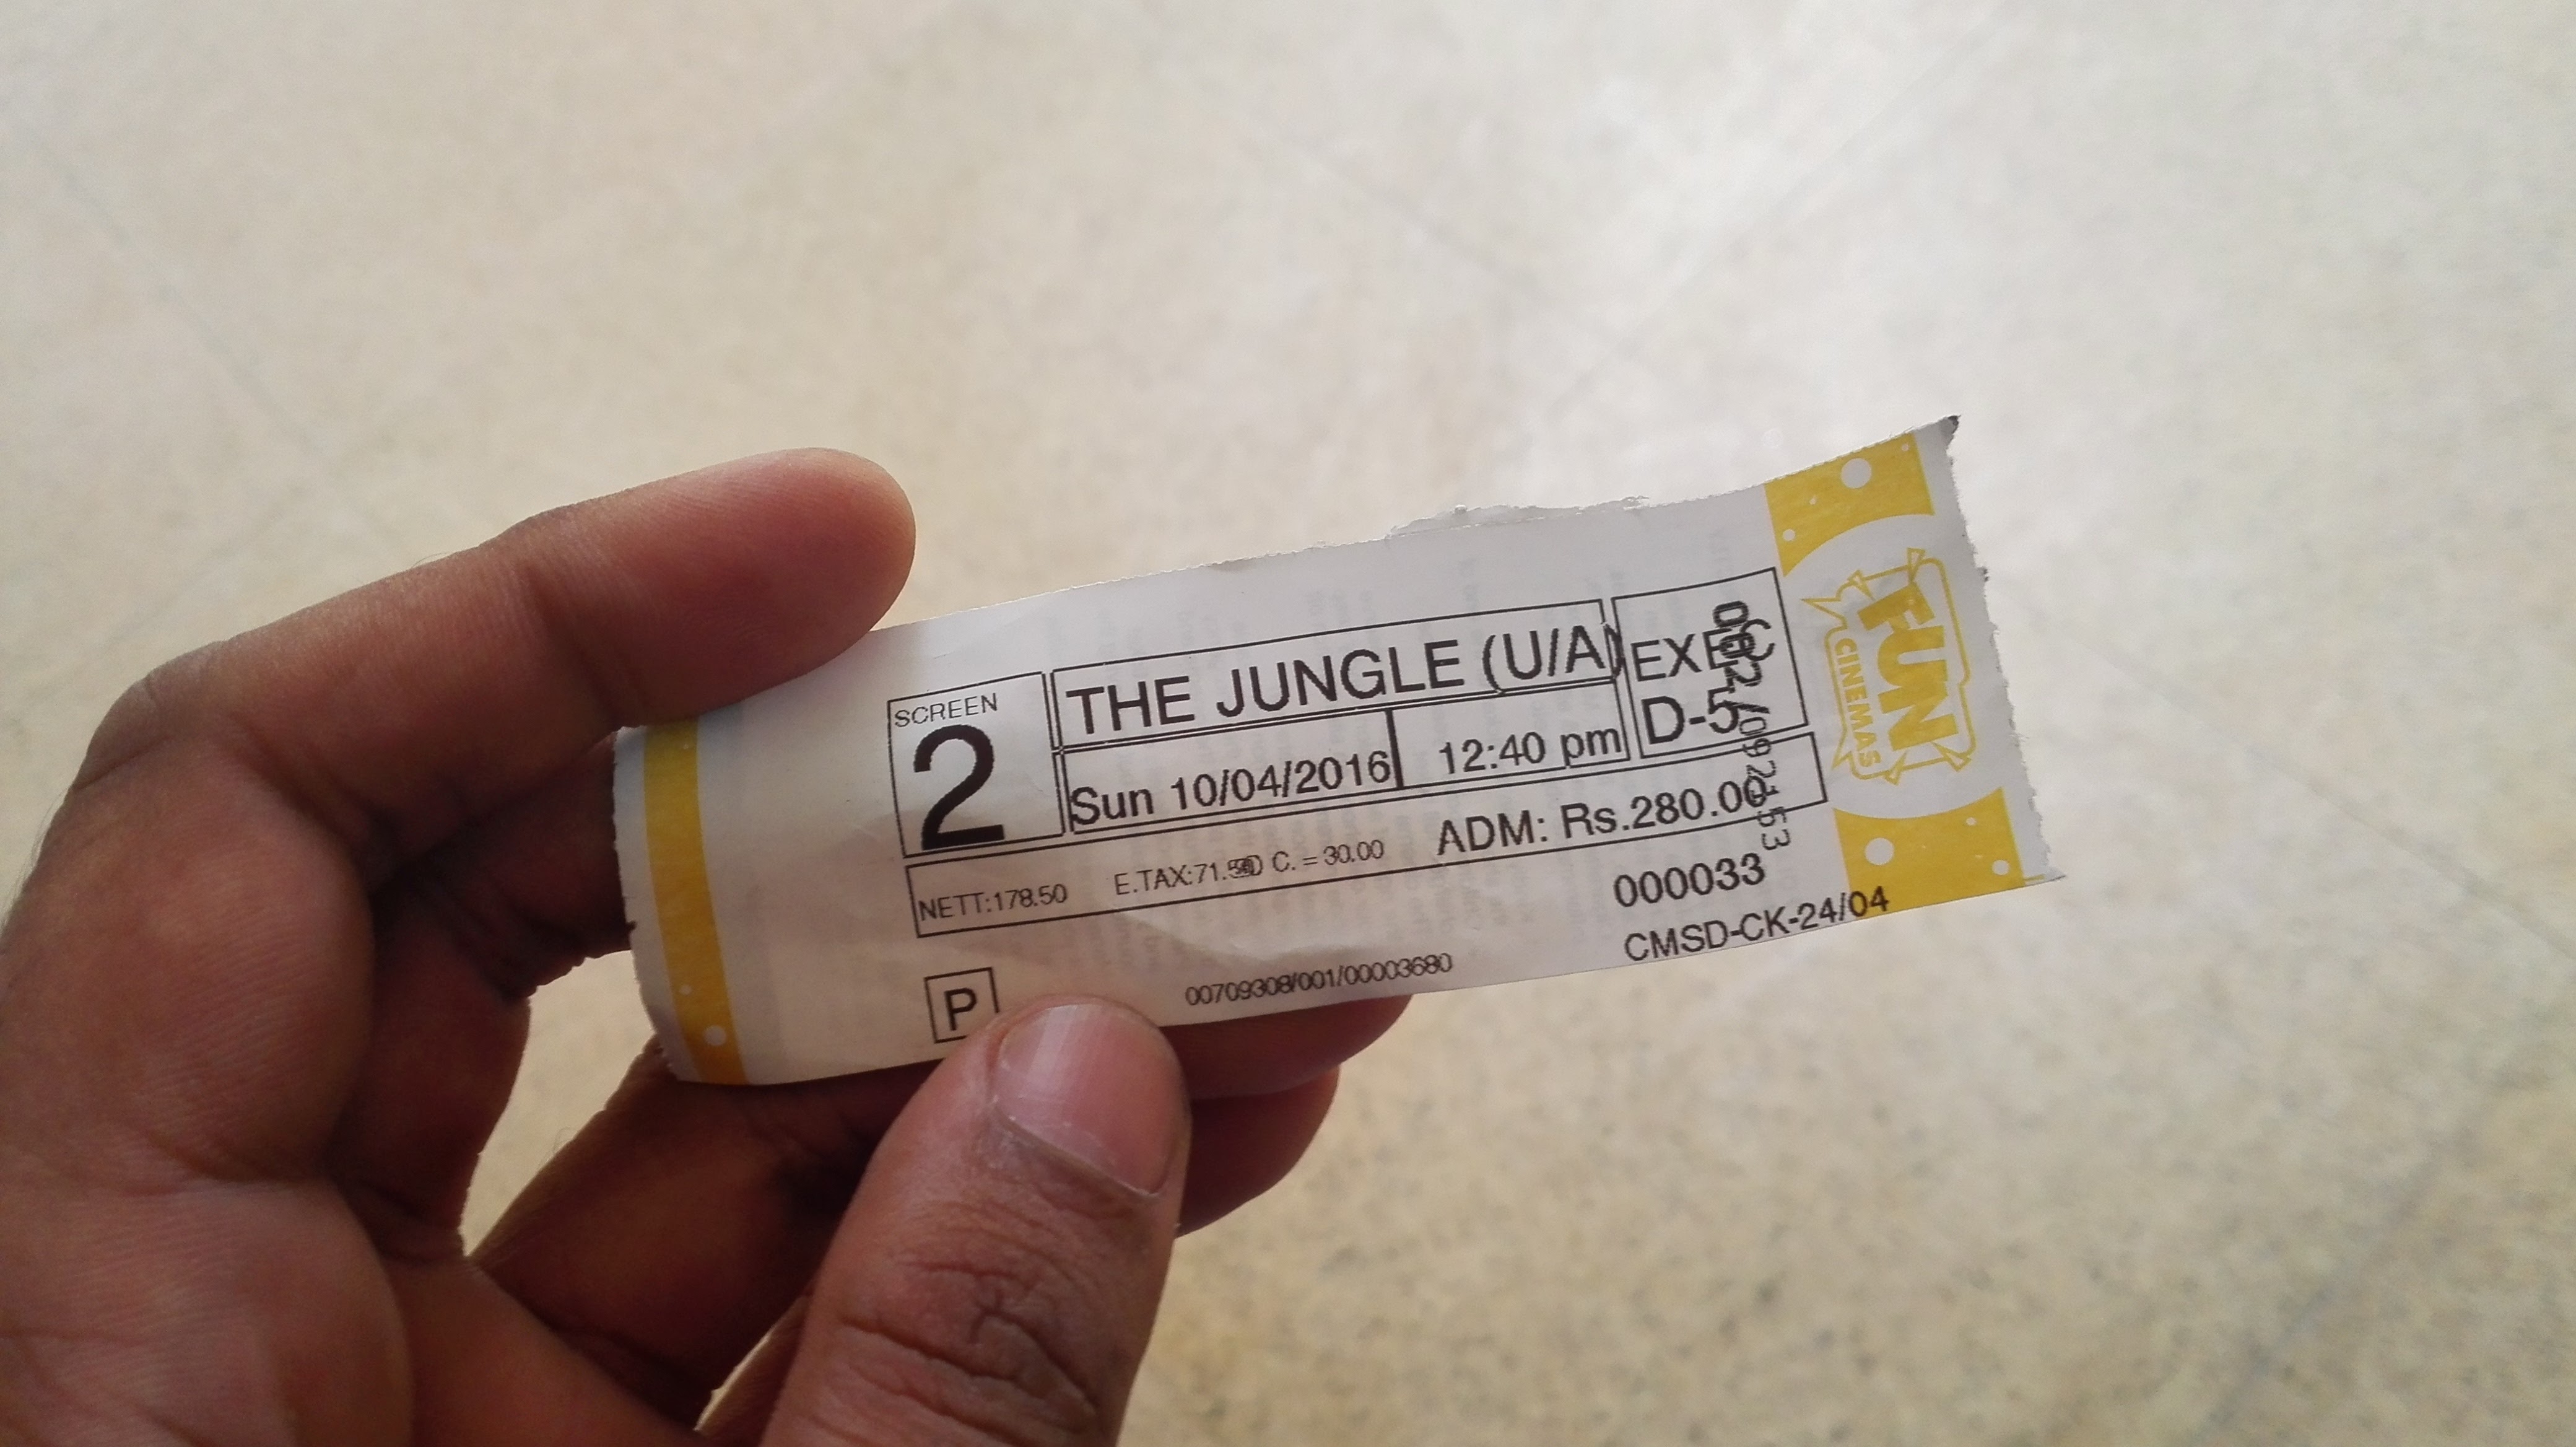 SCREEN
2
THE JUNGLE (U/A)
Sun 10/04/2016
12:40 pm
D-5
NETT:178.50
C. = 30.00
ADM: Rs.280.00
000033
CMSD-CK-24/04
P
00709308/001/00003680
FUN
CINEMAS